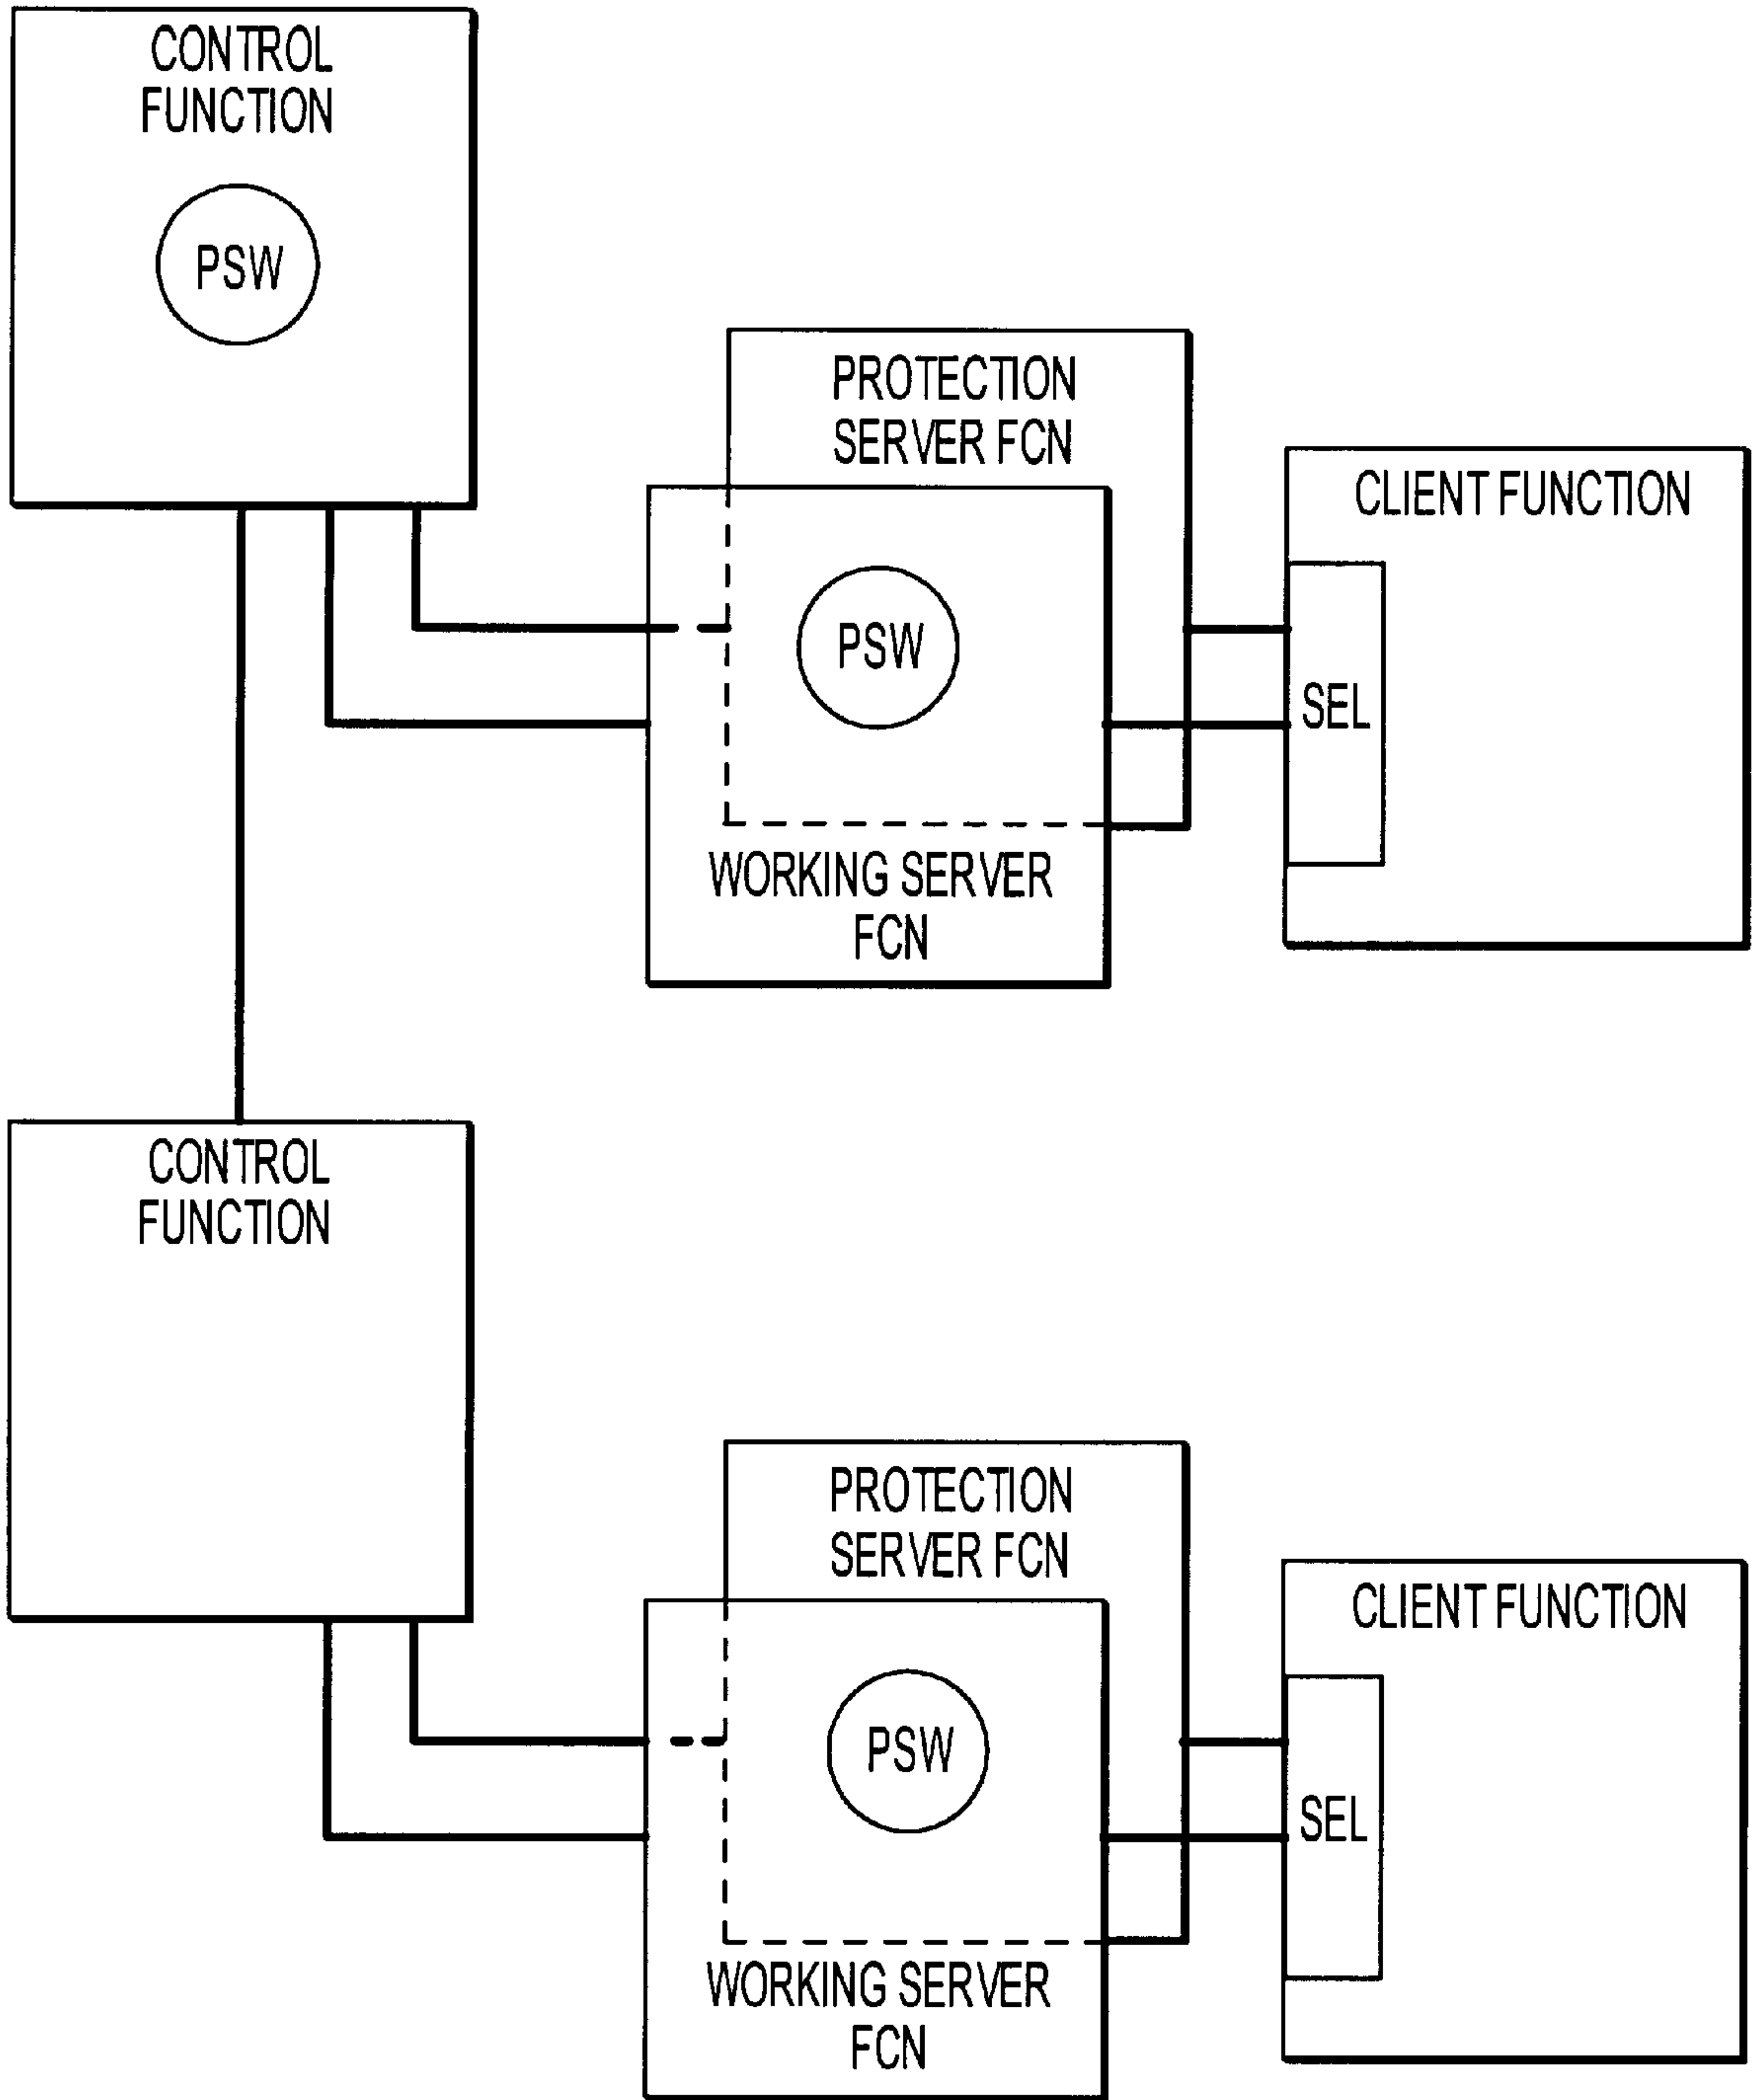 CONTROL
FUNCTION
PSW
PROTECTION
SERVER FCN
CLIENT FUNCTION
PSW
SEL
WORKING SERVER
FCN
CONTROL
FUNCTION
PROTECTION
SERVER FCN
CLIENT FUNCTION
PSW
SEL
WORKING SERVER
FCN